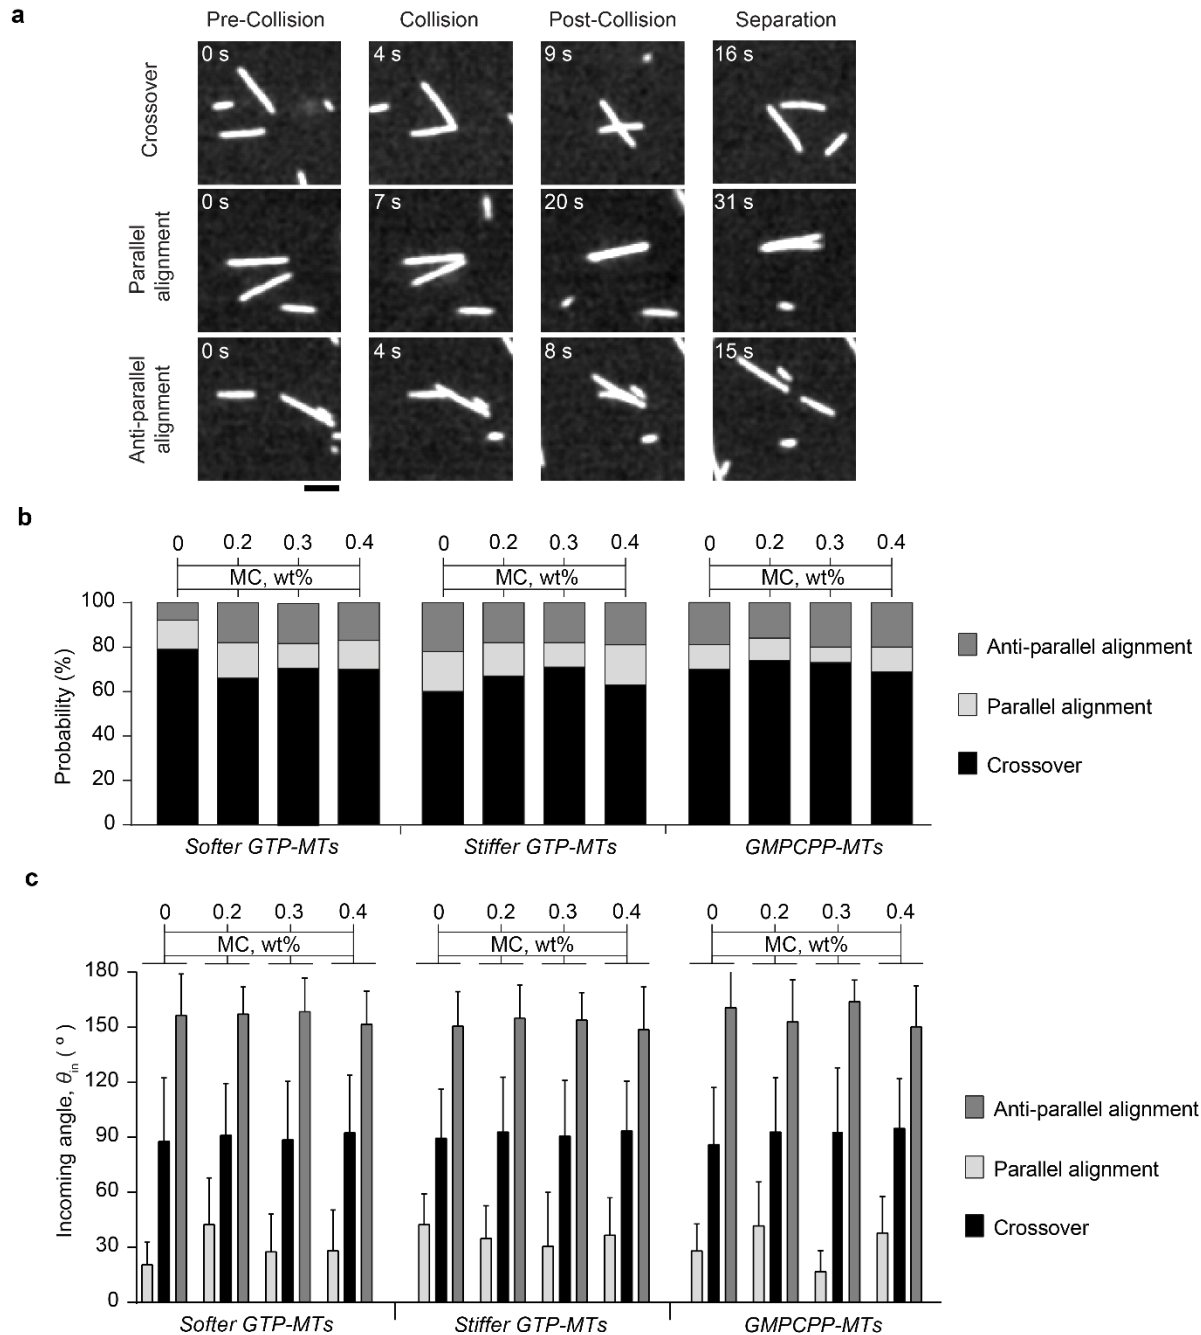 a
Pre-Collision Collision Post-Collision Separation
Crossover
0 s 4 s 9 s 16 s
Parallel
alignment
0 s 7 s 20 s 31 s
Anti-parallel
alignment
0 s 4 s 8 s 15 s
b
0 0.2 0.3 0.4 0 0.2 0.3 0.4 0 0.2 0.3 0.4
MC, wt% MC, wt% MC, wt%
Probability (%)
100
80
60
40
20
0
Anti-parallel alignment
Parallel alignment
Crossover
Softer GTP-MTs Stiffer GTP-MTs GMPCPP-MTs
c
0 0.2 0.3 0.4 0 0.2 0.3 0.4 0 0.2 0.3 0.4
MC, wt% MC, wt% MC, wt%
Incoming angle, θin ( º )
180
150
120
90
60
30
0
Anti-parallel alignment
Parallel alignment
Crossover
Softer GTP-MTs Stiffer GTP-MTs GMPCPP-MTs